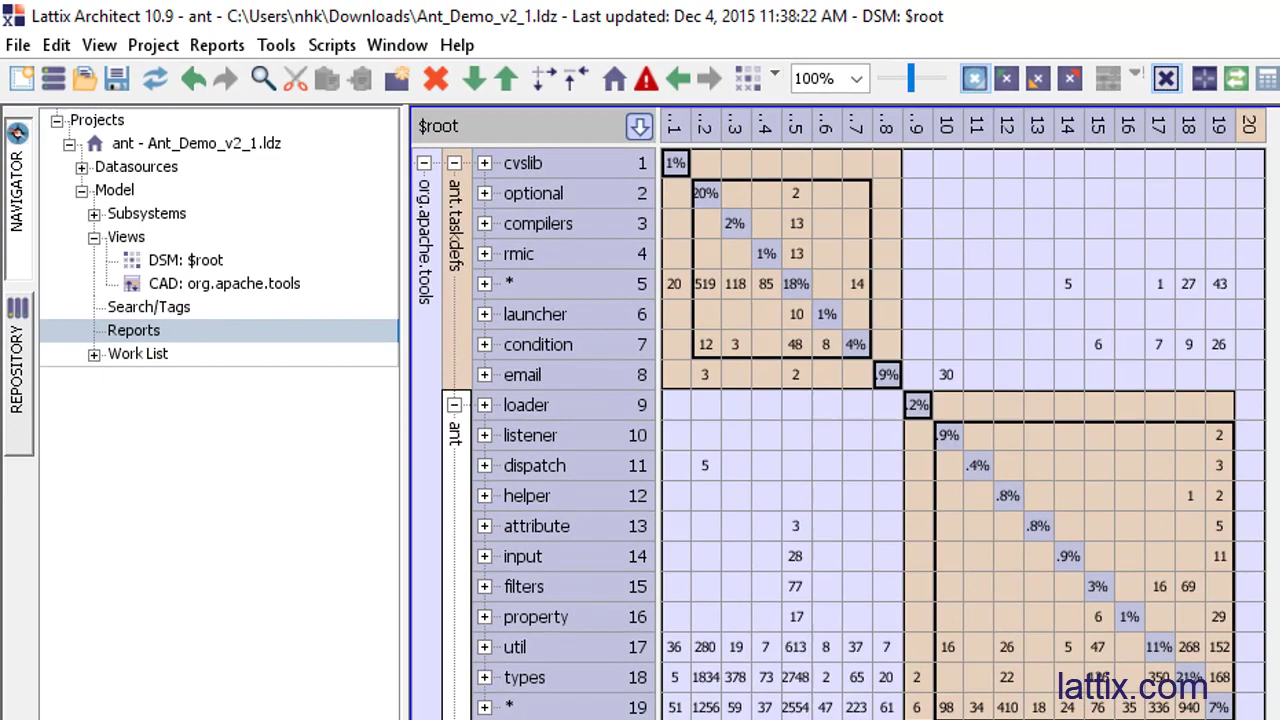 Lattix Architect 10.9 - ant - C:\Users\nhk\Downloads\Ant_Demo_v2_1.ldz - Last updated: Dec 4, 2015 11:38:22 AM - DSM: $root
File Edit View Project Reports Tools Scripts Window Help
100%
NAVIGATOR
REPOSITORY
Projects
ant - Ant_Demo_v2_1.ldz
Datasources
Model
Subsystems
Views
DSM: $root
CAD: org.apache.tools
Search/Tags
Reports
Work List
$root
..1 ..2 ..3 ..4 ..5 ..6 ..7 ..8 ..9 10 11 12 13 14 15 16 17 18 19 20
org.apache.tools
ant.taskdefs
ant
cvslib 1 1%
optional 2 20% 2
compilers 3 2% 13
rmic 4 1% 13
* 5 20 519 118 85 18% 14 5 1 27 43
launcher 6 10 1%
condition 7 12 3 48 8 4% 6 7 9 26
email 8 3 2 .9% 30
loader 9 .2%
listener 10 .9% 2
dispatch 11 5 .4% 3
helper 12 .8% 1 2
attribute 13 3 .8% 5
input 14 28 .9% 11
filters 15 77 3% 16 69
property 16 17 6 1% 29
util 17 36 280 19 7 613 8 37 7 16 26 5 47 11% 268 152
types 18 5 1834 378 73 2748 2 65 20 2 22 350 21% 168
* 19 51 1256 59 37 2554 47 223 61 6 98 34 410 18 24 76 35 336 940 7%
lattix.com